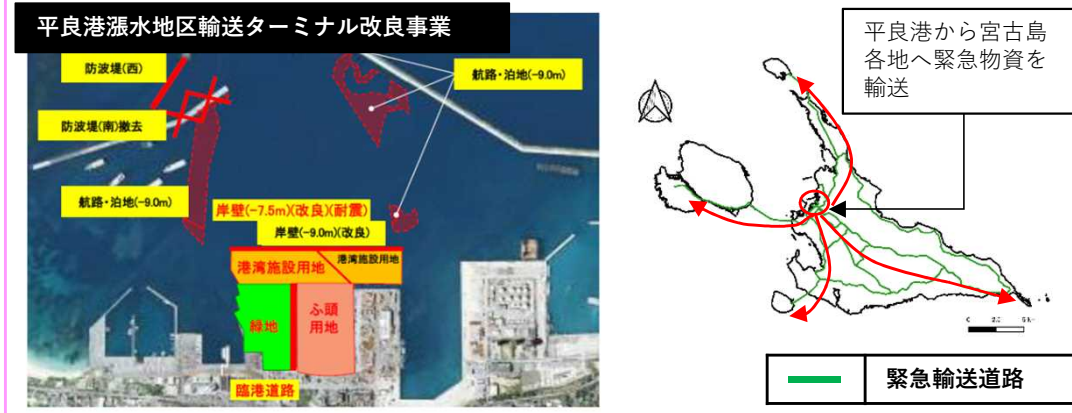 平良港漲水地区輸送ターミナル改良事業
防波堤(西)
航路・泊地(-9.0m)
防波堤(南)撤去
航路・泊地(-9.0m)
岸壁(-7.5m)(改良)(耐震)
岸壁(-9.0m)(改良)
港湾施設用地
港湾施設用地
緑地
ふ頭
用地
臨港道路
平良港から宮古島
各地へ緊急物資を
輸送
緊急輸送道路